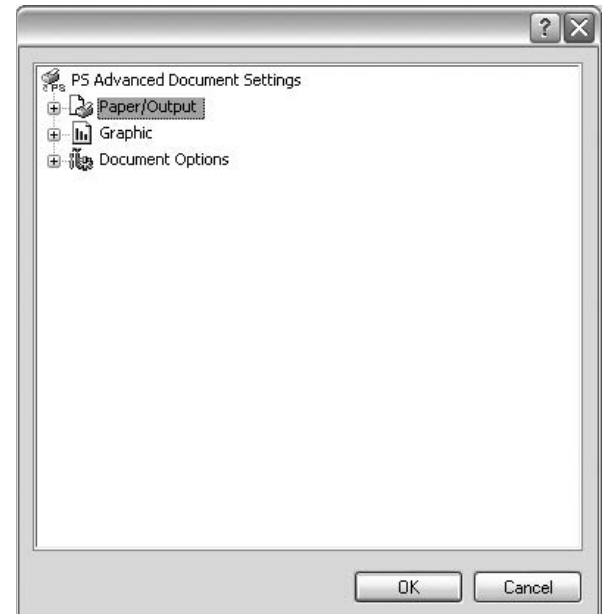 ?
PS Advanced Document Settings
Paper/Output
Graphic
Document Options
OK Cancel